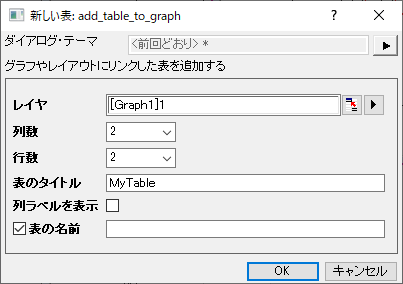 新しい表: add_table_to_graph
ダイアログ・テーマ <前回どおり> *
グラフやレイアウトにリンクした表を追加する
レイヤ [Graph1]1
列数 2
行数 2
表のタイトル MyTable
列ラベルを表示
表の名前
OK キャンセル